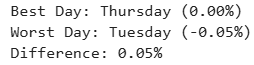 Best Day: Thursday (0.00%)
Worst Day: Tuesday (-0.05%)
Difference: 0.05%